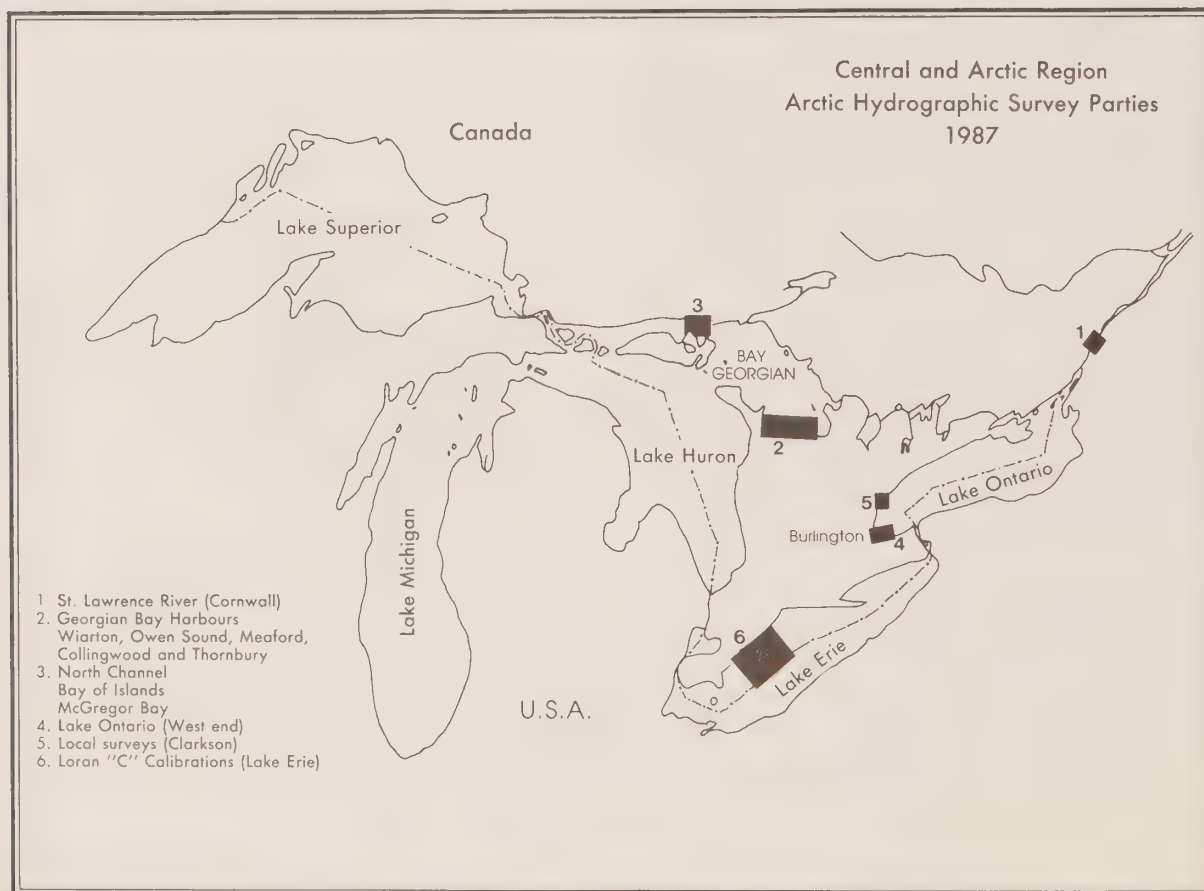 Central and Arctic Region
Arctic Hydrographic Survey Parties
1987
Canada
Lake Superior
3
1
BAY
GEORGIAN
2
Lake Huron
Lake Ontario
5
Burlington
4
Lake Michigan
6
Lake Erie
U.S.A.
1 St. Lawrence River (Cornwall)
2. Georgian Bay Harbours
Wiarton, Owen Sound, Meaford,
Collingwood and Thornbury
3. North Channel
Bay of Islands
McGregor Bay
4. Lake Ontario (West end)
5. Local surveys (Clarkson)
6. Loran "C" Calibrations (Lake Erie)